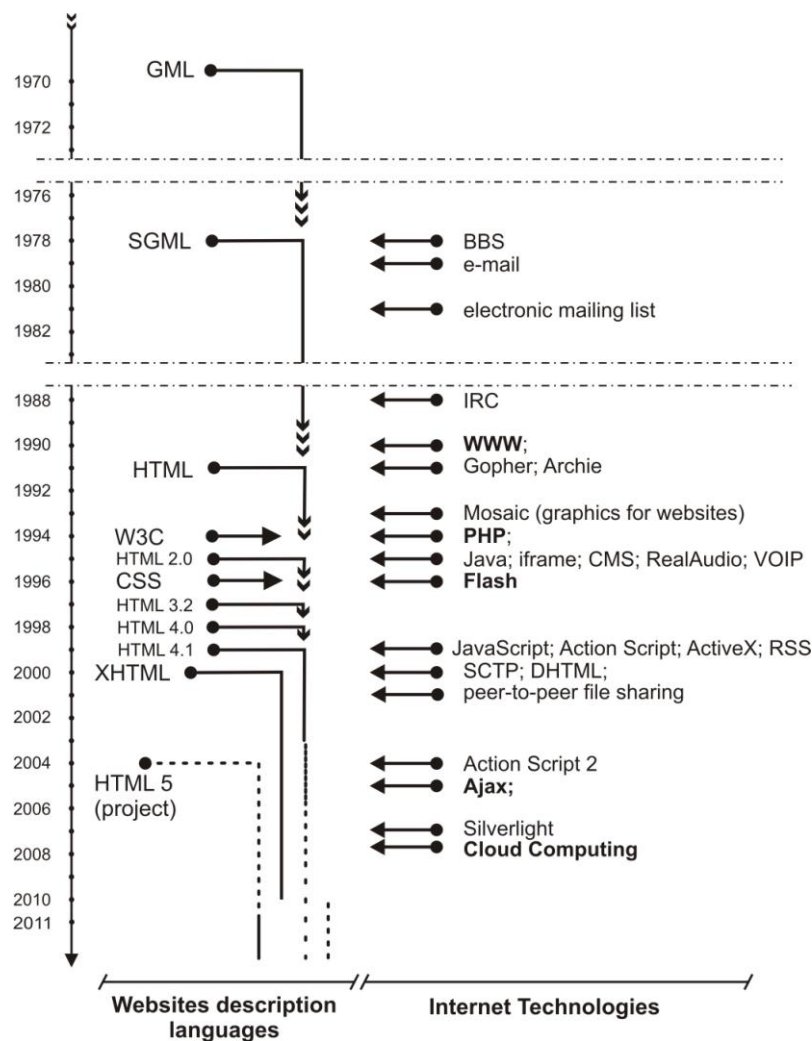 1970
GML
1972
1976
1978
SGML
BBS
e-mail
1980
electronic mailing list
1982
1988
IRC
1990
WWW;
HTML
Gopher; Archie
1992
Mosaic (graphics for websites)
1994
W3C
PHP;
HTML 2.0
Java; iframe; CMS; RealAudio; VOIP
1996
CSS
Flash
HTML 3.2
1998
HTML 4.0
HTML 4.1
JavaScript; Action Script; ActiveX; RSS
2000
XHTML
SCTP; DHTML;
peer-to-peer file sharing
2002
2004
Action Script 2
HTML 5
(project)
Ajax;
2006
Silverlight
2008
Cloud Computing
2010
2011
Websites description
languages
Internet Technologies